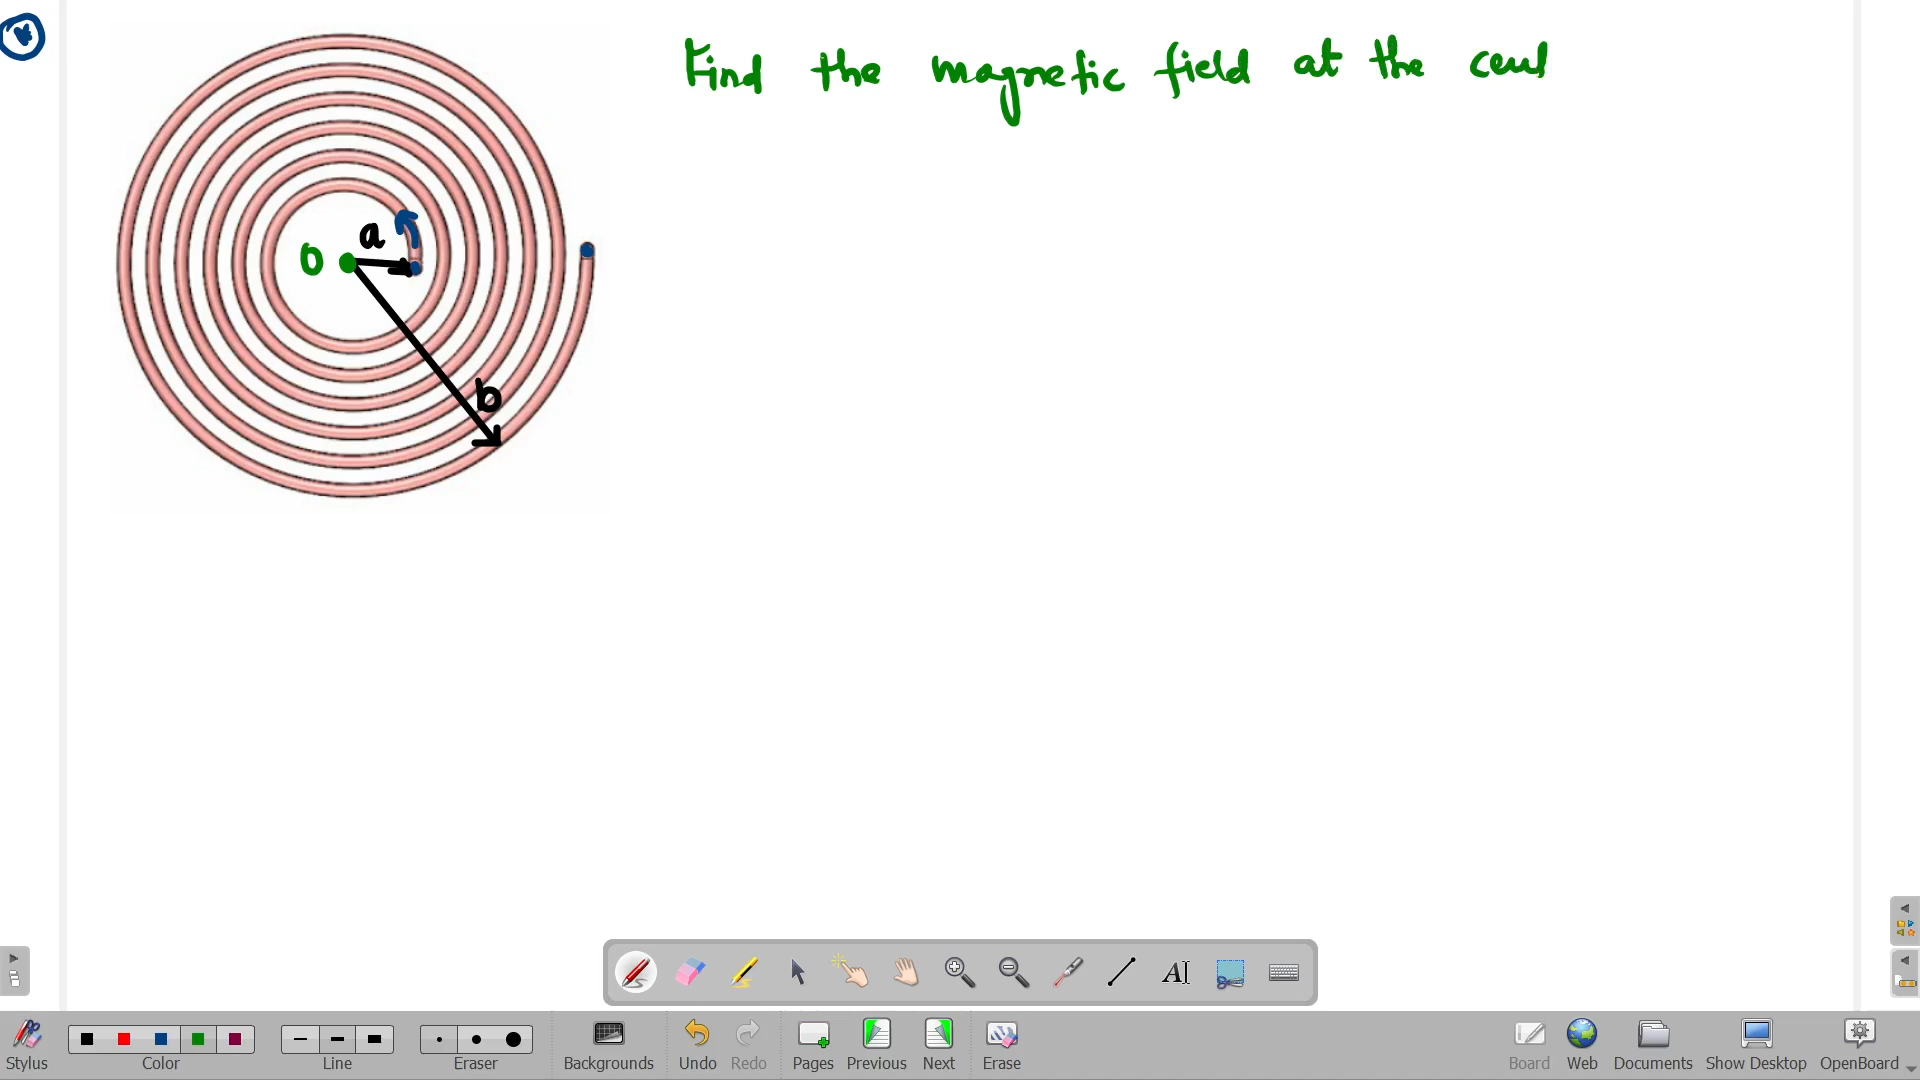 Find the magnetic field at the
a
O
b
Stylus
Color
Line
Eraser
Backgrounds
Undo
Redo
Pages
Previous
Next
Erase
Board
Web
Documents
Show Desktop
OpenBoard